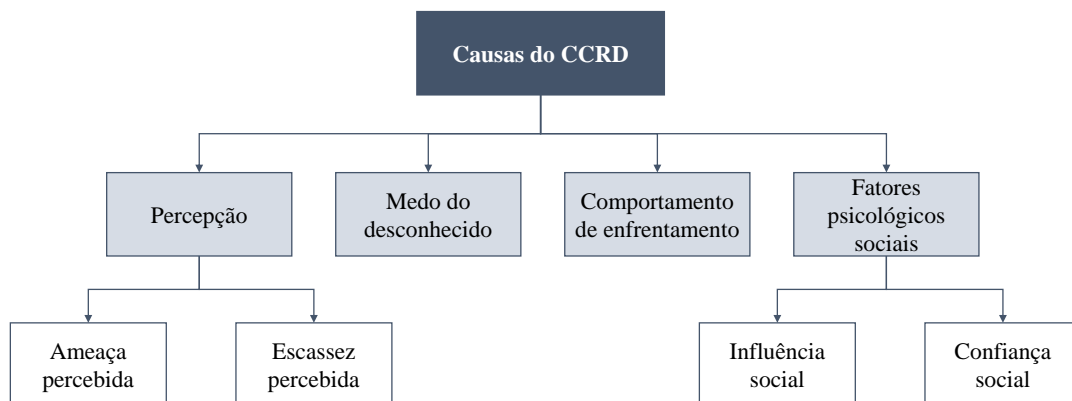 Causas do CCRD
Percepção
Medo do
desconhecido
Comportamento
de enfrentamento
Fatores
psicológicos
sociais
Ameaça
percebida
Escassez
percebida
Influência
social
Confiança
social